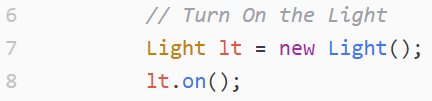 6 // Turn On the Light
7 Light lt = new Light();
8 lt.on();